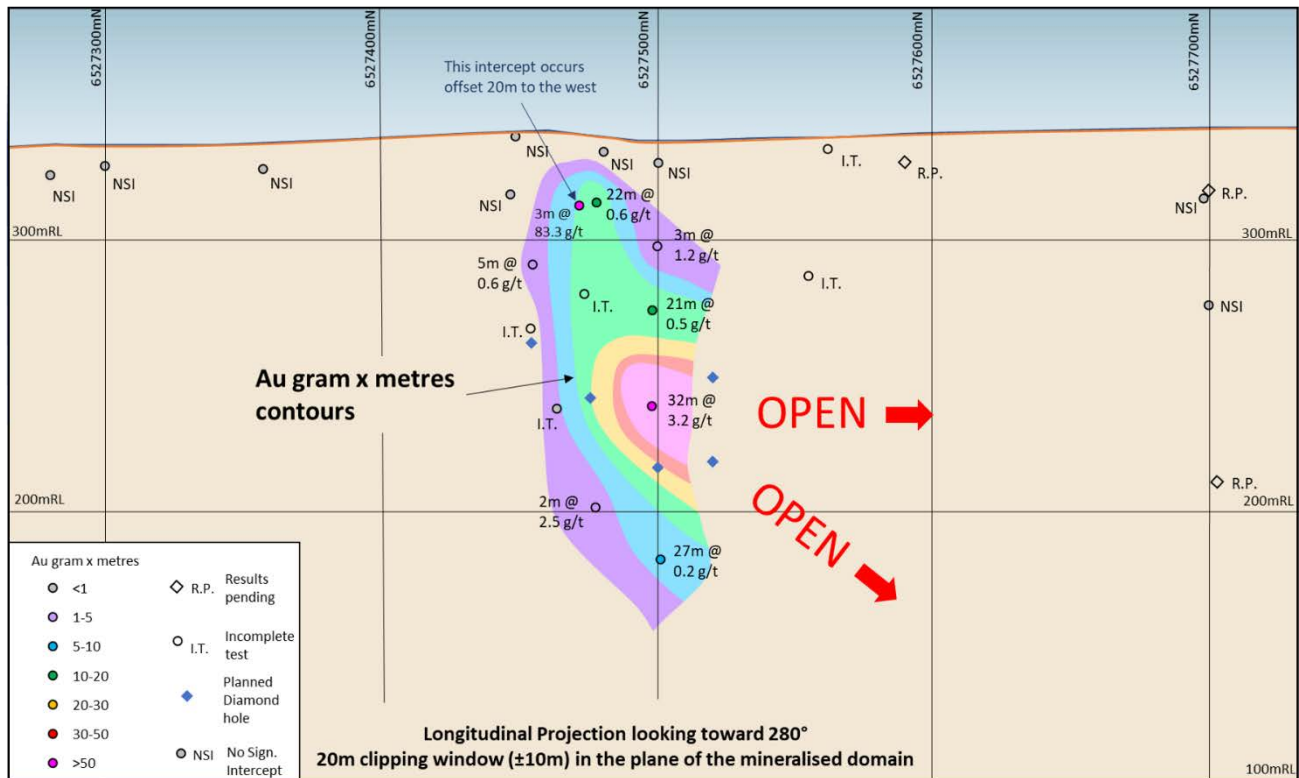 6527300mN
6527400mN
6527500mN
6527600mN
6527700mN
This intercept occurs
offset 20m to the west
NSI
NSI
NSI
NSI
NSI
NSI
NSI
I.T.
R.P.
R.P.
NSI
3m @
83.3 g/t
22m @
0.6 g/t
300mRL
300mRL
3m @
1.2 g/t
5m @
0.6 g/t
I.T.
I.T.
I.T.
21m @
0.5 g/t
NSI
Au gram x metres
contours
I.T.
32m @
3.2 g/t
OPEN
OPEN
R.P.
200mRL
200mRL
2m @
2.5 g/t
27m @
0.2 g/t
Au gram x metres
<1
1-5
5-10
10-20
20-30
30-50
>50
R.P.
Results
pending
I.T.
Incomplete
test
Planned
Diamond
hole
NSI
No Sign.
Intercept
Longitudinal Projection looking toward 280°
20m clipping window (±10m) in the plane of the mineralised domain
100mRL